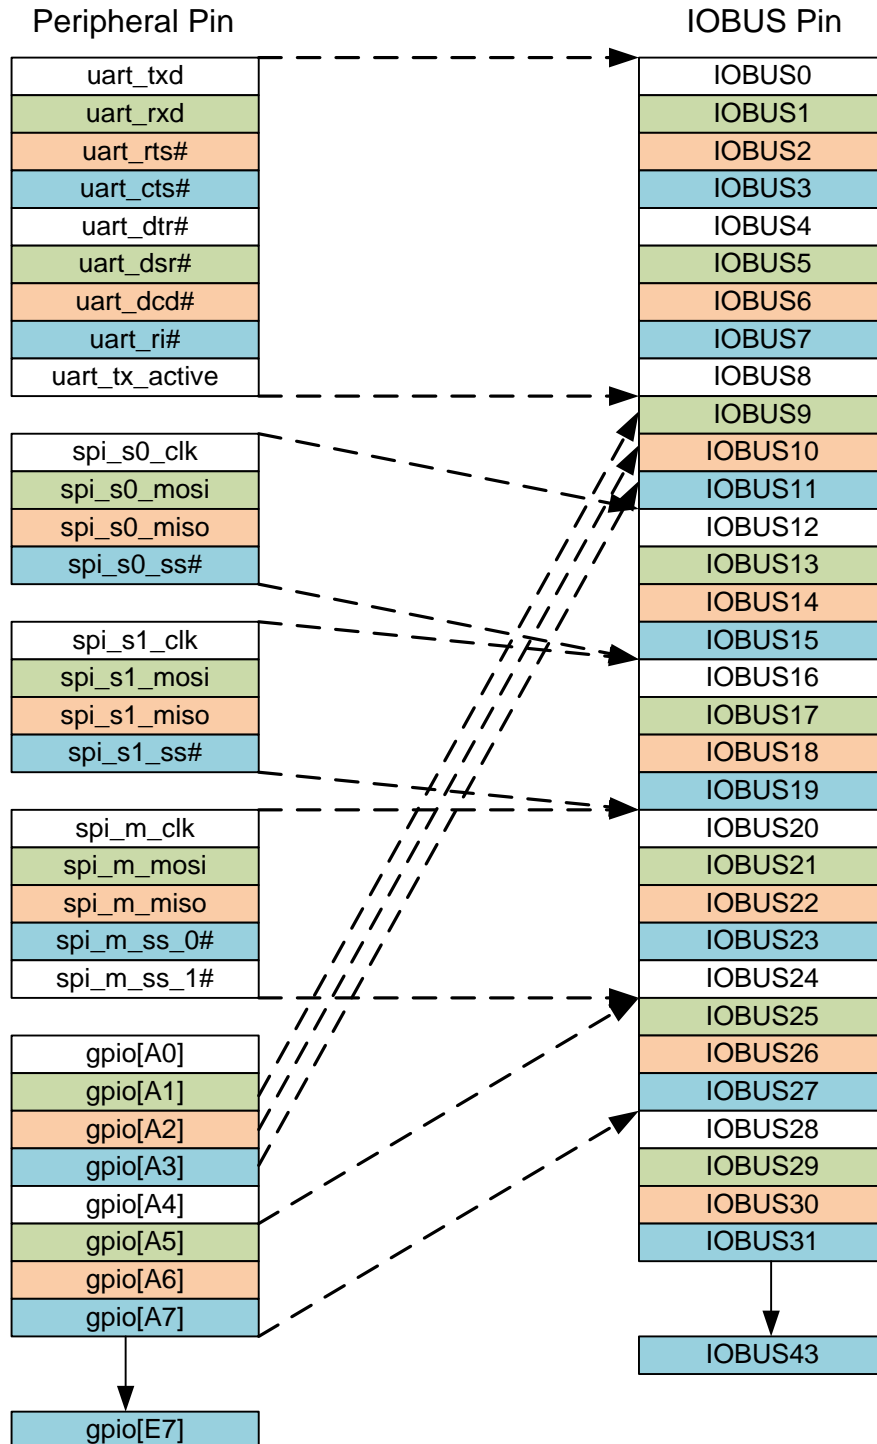 Peripheral Pin
uart_txd
uart_rxd
uart_rts#
uart_cts#
uart_dtr#
uart_dsr#
uart_dcd#
uart_ri#
uart_tx_active
spi_s0_clk
spi_s0_mosi
spi_s0_miso
spi_s0_ss#
spi_s1_clk
spi_s1_mosi
spi_s1_miso
spi_s1_ss#
spi_m_clk
spi_m_mosi
spi_m_miso
spi_m_ss_0#
spi_m_ss_1#
gpio[A0]
gpio[A1]
gpio[A2]
gpio[A3]
gpio[A4]
gpio[A5]
gpio[A6]
gpio[A7]
gpio[E7]
IOBUS Pin
IOBUS0
IOBUS1
IOBUS2
IOBUS3
IOBUS4
IOBUS5
IOBUS6
IOBUS7
IOBUS8
IOBUS9
IOBUS10
IOBUS11
IOBUS12
IOBUS13
IOBUS14
IOBUS15
IOBUS16
IOBUS17
IOBUS18
IOBUS19
IOBUS20
IOBUS21
IOBUS22
IOBUS23
IOBUS24
IOBUS25
IOBUS26
IOBUS27
IOBUS28
IOBUS29
IOBUS30
IOBUS31
IOBUS43